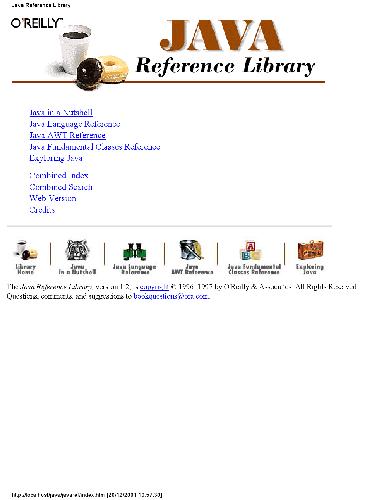 Java Reference Library
O'REILLY™
JAVA
Reference Library
Java in a Nutshell
Java Language Reference
Java AWT Reference
Java Fundamental Classes Reference
Exploring Java
Combined Index
Combined Search
Web Version
Credits
Library Home
Java in a Nutshell
Java Language Reference
Java AWT Reference
Java Fundamental Classes Reference
Exploring Java
The Java Reference Library, version 1.2, is copyright © 1996, 1997 by O'Reilly & Associates. All Rights Reserved.
Questions, comments, and suggestions to bookquestions@ora.com.
http://localhost/java/javaref/index.htm [20/12/2001 10:57:30]